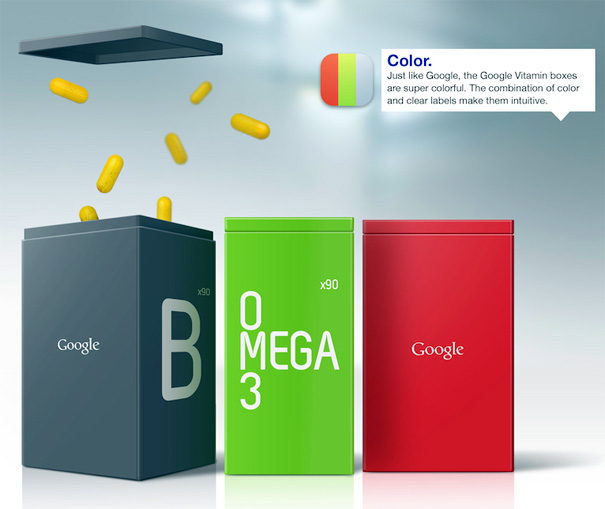 Color.
Just like Google, the Google Vitamin boxes
are super colorful. The combination of color
and clear labels make them intuitive.
Google
x90
B
x90
O
MEGA
3
Google